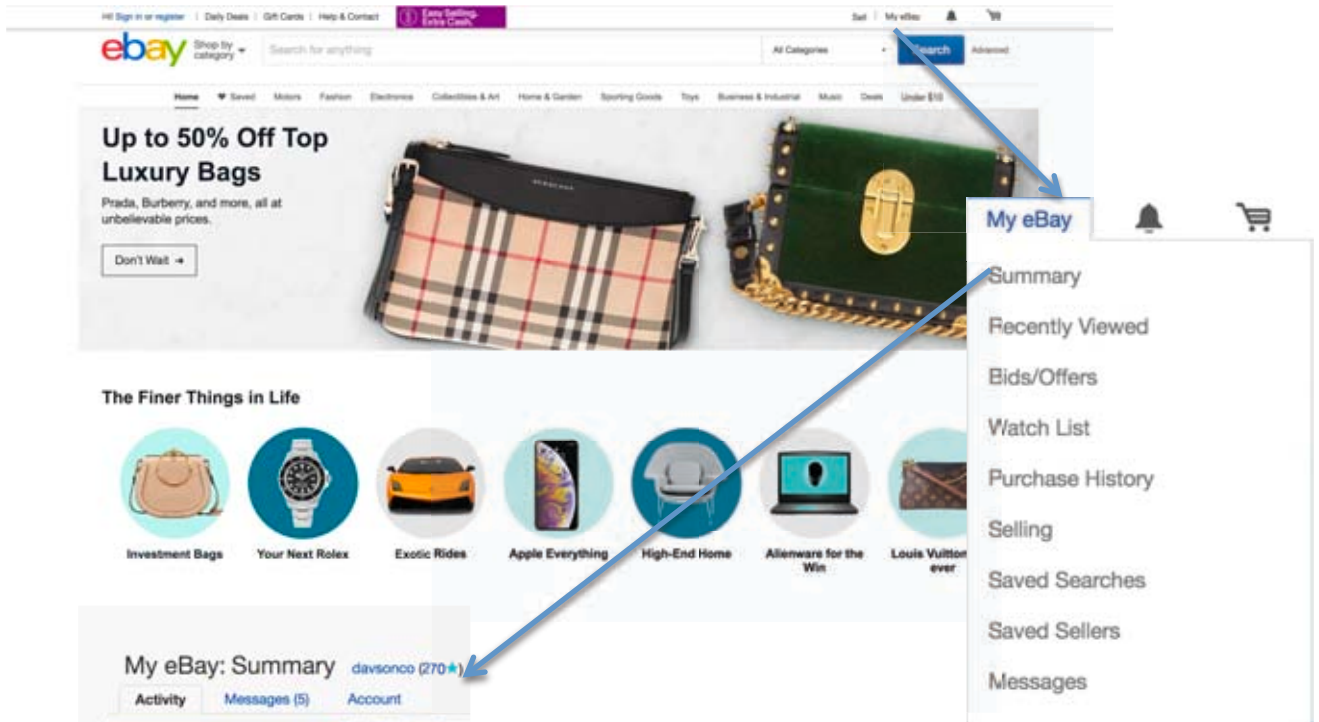 Hi! Sign in or register | Daily Deals | Gift Cards | Help & Contact
Easy Selling.
Extra Cash.
Sell | My eBay
ebay
Shop by
category
Search for anything
All Categories
Search
Advanced
Home Saved Motors Fashion Electronics Collectibles & Art Home & Garden Sporting Goods Toys Business & Industrial Music Deals Under $10
Up to 50% Off Top
Luxury Bags
Prada, Burberry, and more, all at
unbelievable prices.
Don't Wait →
BURBERRY
My eBay
Summary
Recently Viewed
Bids/Offers
Watch List
Purchase History
Selling
Saved Searches
Saved Sellers
Messages
The Finer Things in Life
Investment Bags
Your Next Rolex
Exotic Rides
Apple Everything
High-End Home
Alienware for the
Win
Louis Vuitton
ever
My eBay: Summary davsonco (270★)
Activity Messages (5) Account